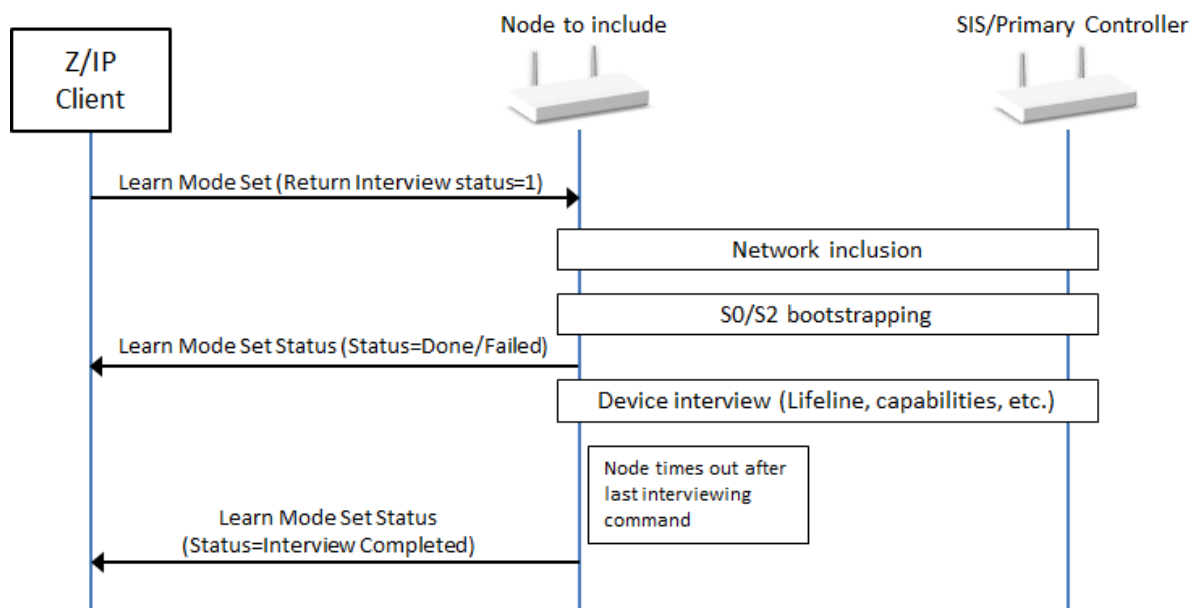 Z/IP
Client
Node to include
SIS/Primary Controller
Learn Mode Set (Return Interview status=1)
Network inclusion
S0/S2 bootstrapping
Learn Mode Set Status (Status=Done/Failed)
Device interview (Lifeline, capabilities, etc.)
Node times out after
last interviewing
command
Learn Mode Set Status
(Status=Interview Completed)